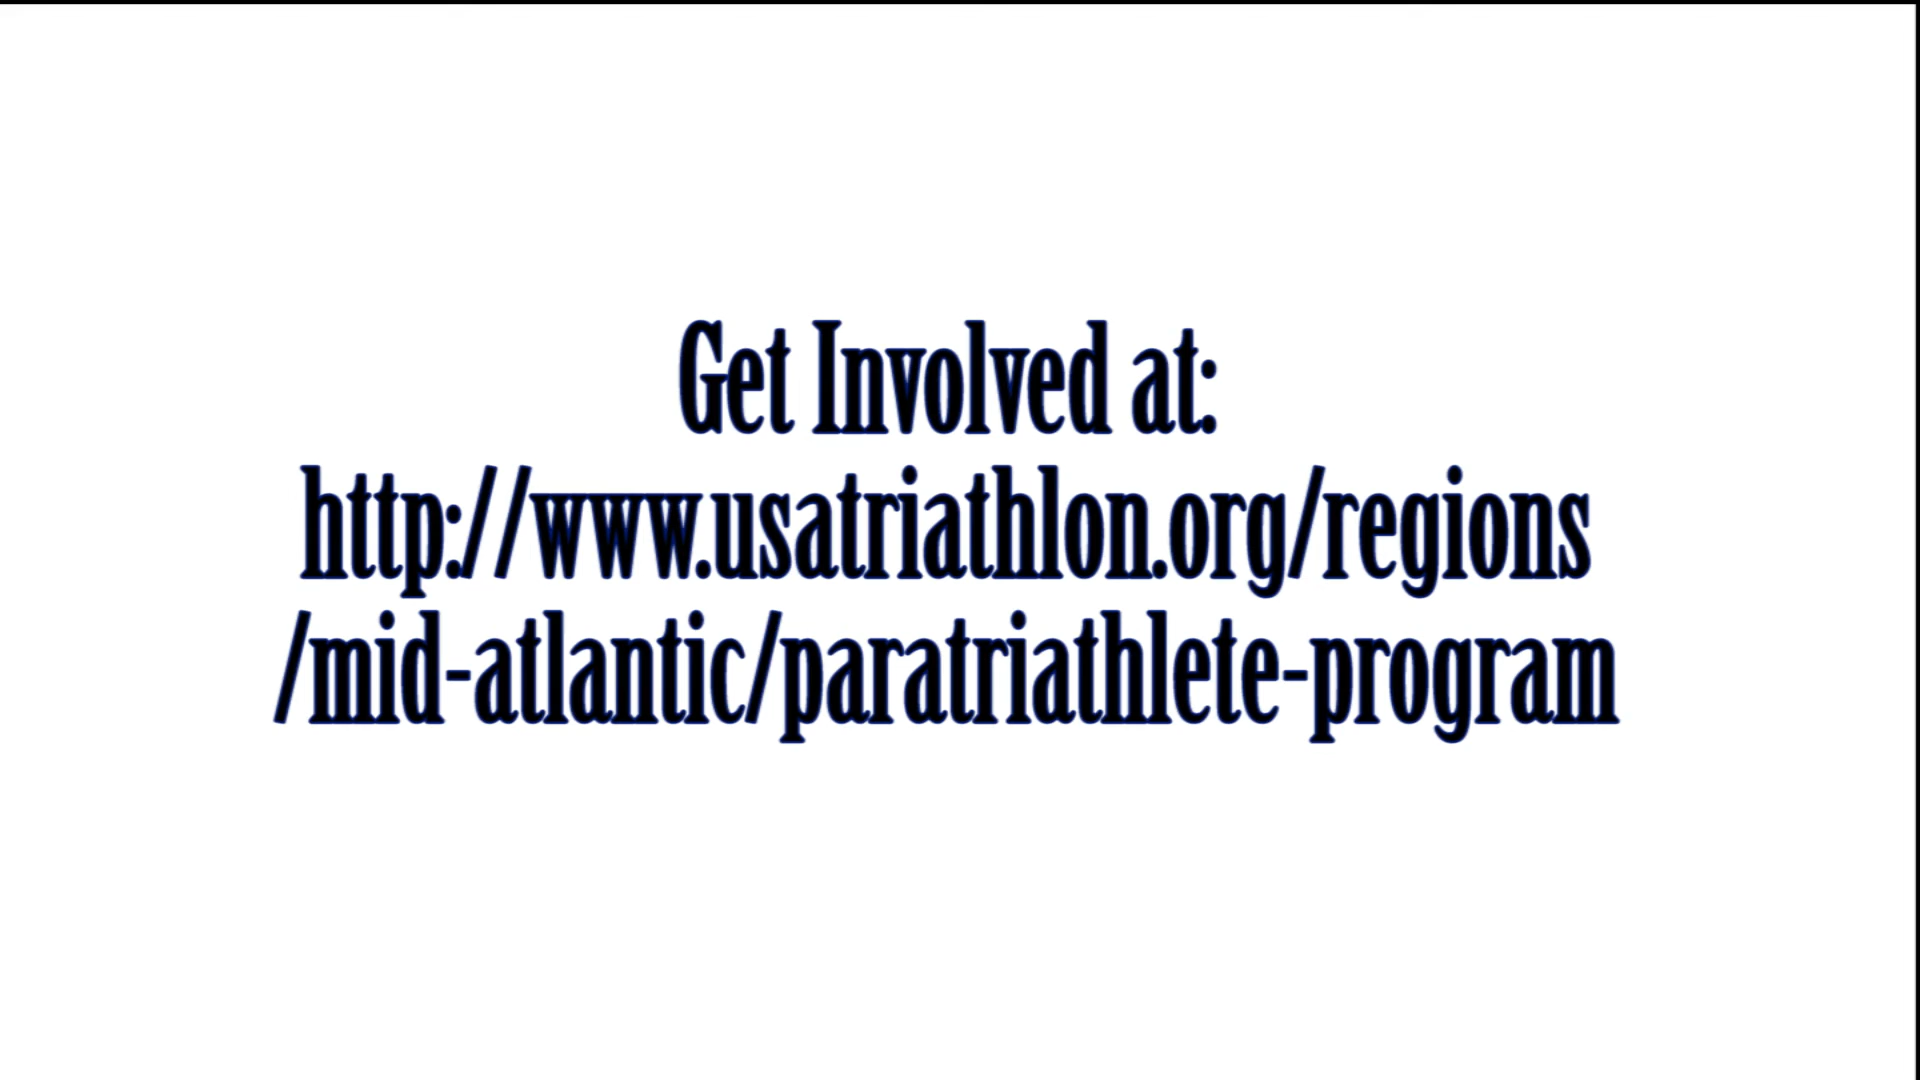 Get Involved at:
http://www.usatriathlon.org/regions
/mid-atlantic/paratriathlete-program